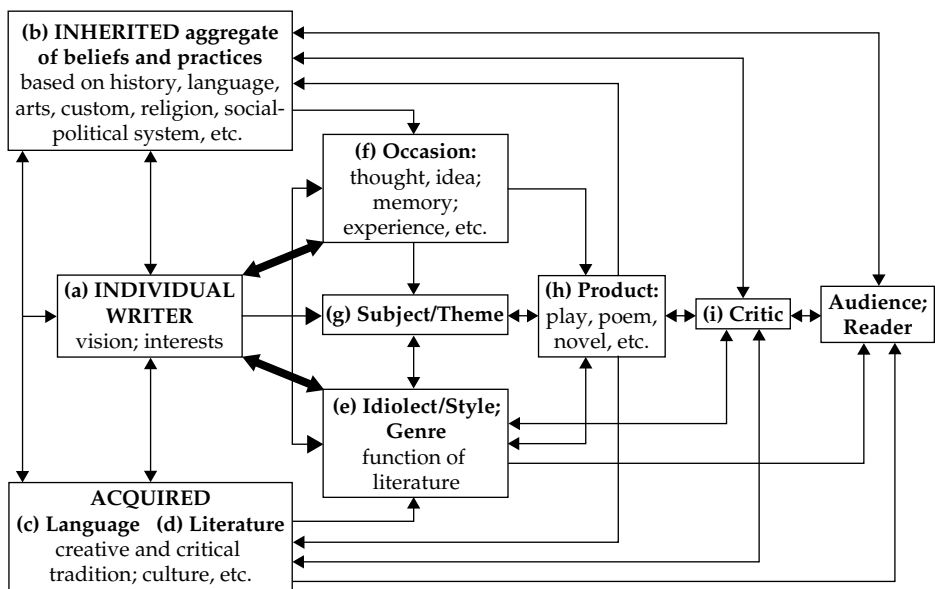 (b) INHERITED aggregate
of beliefs and practices
based on history, language,
arts, custom, religion, social-
political system, etc.
(f) Occasion:
thought, idea;
memory;
experience, etc.
(a) INDIVIDUAL
WRITER
vision; interests
(g) Subject/Theme
(h) Product:
play, poem,
novel, etc.
(i) Critic
Audience;
Reader
(e) Idiolect/Style;
Genre
function of
literature
ACQUIRED
(c) Language (d) Literature
creative and critical
tradition; culture, etc.